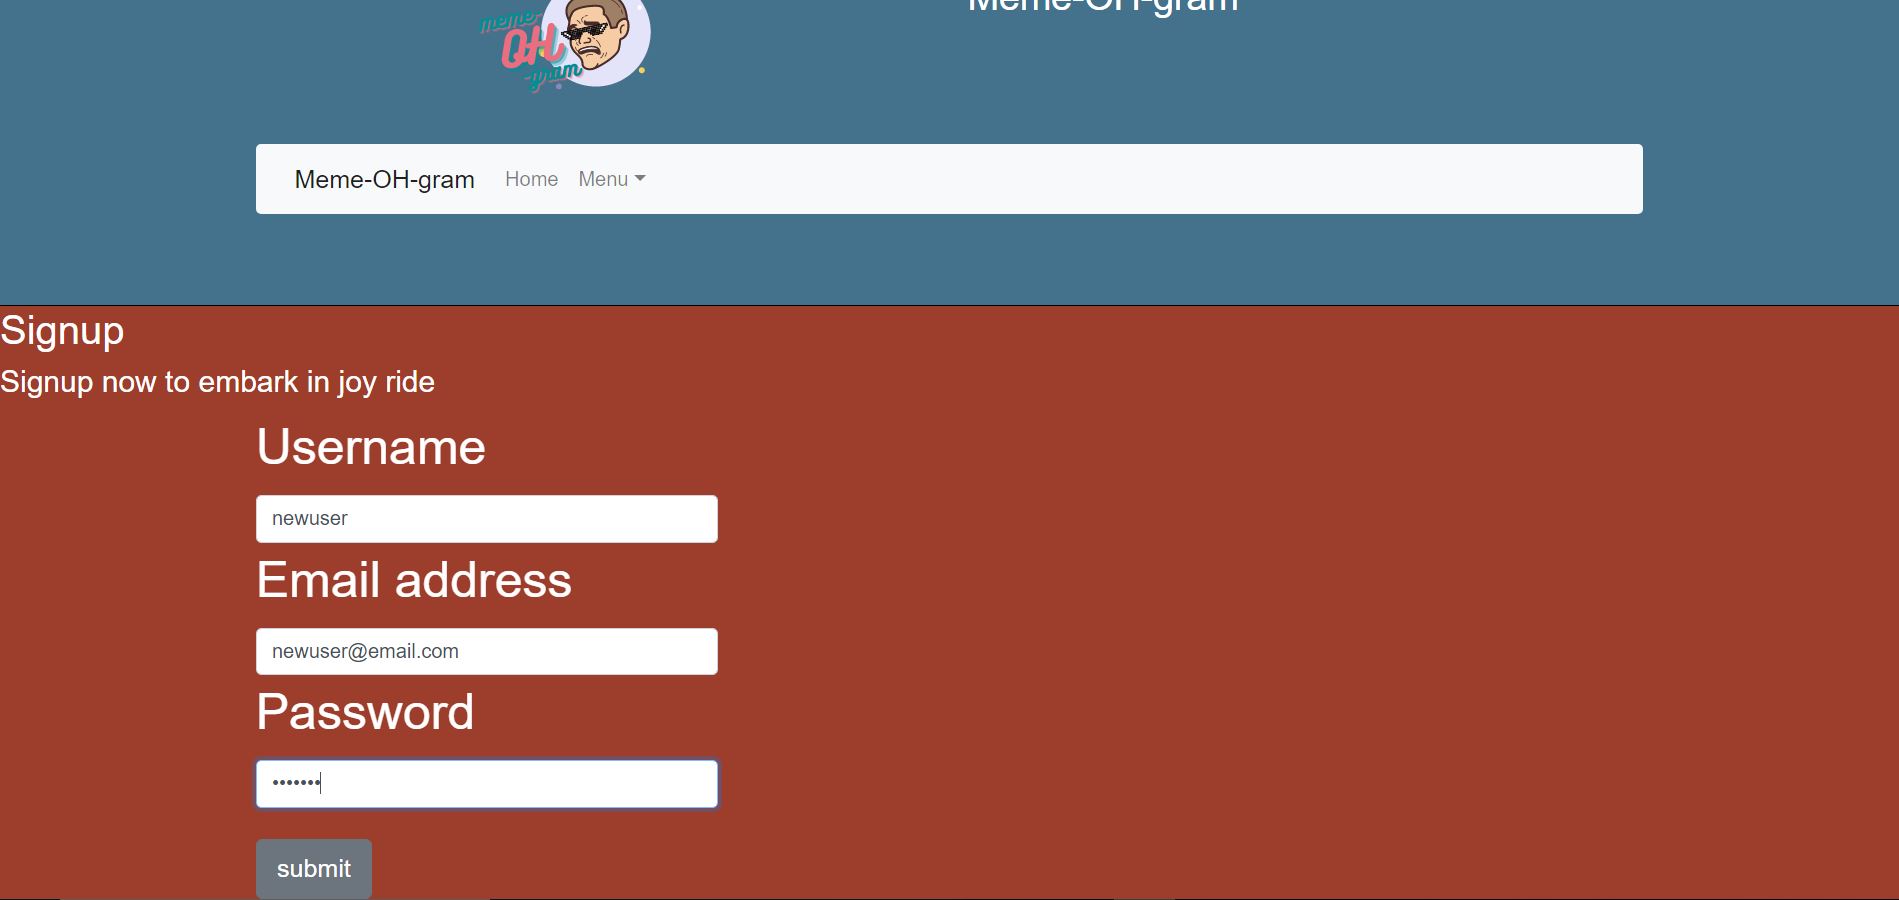 Meme-OH-gram
meme-
OH
gram
Meme-OH-gram Home Menu
Signup
Signup now to embark in joy ride
Username
newuser
Email address
newuser@email.com
Password
•••••••
submit